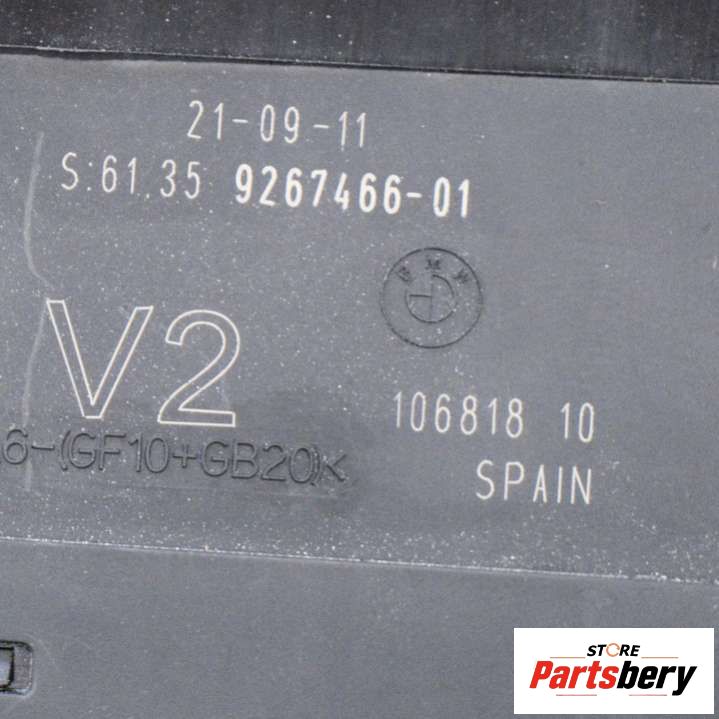 21-09-11
S:61.35 9267466-01
BMW
V2
106818 10
6-(GF10+GB20)<
SPAIN
STORE
Partsbery